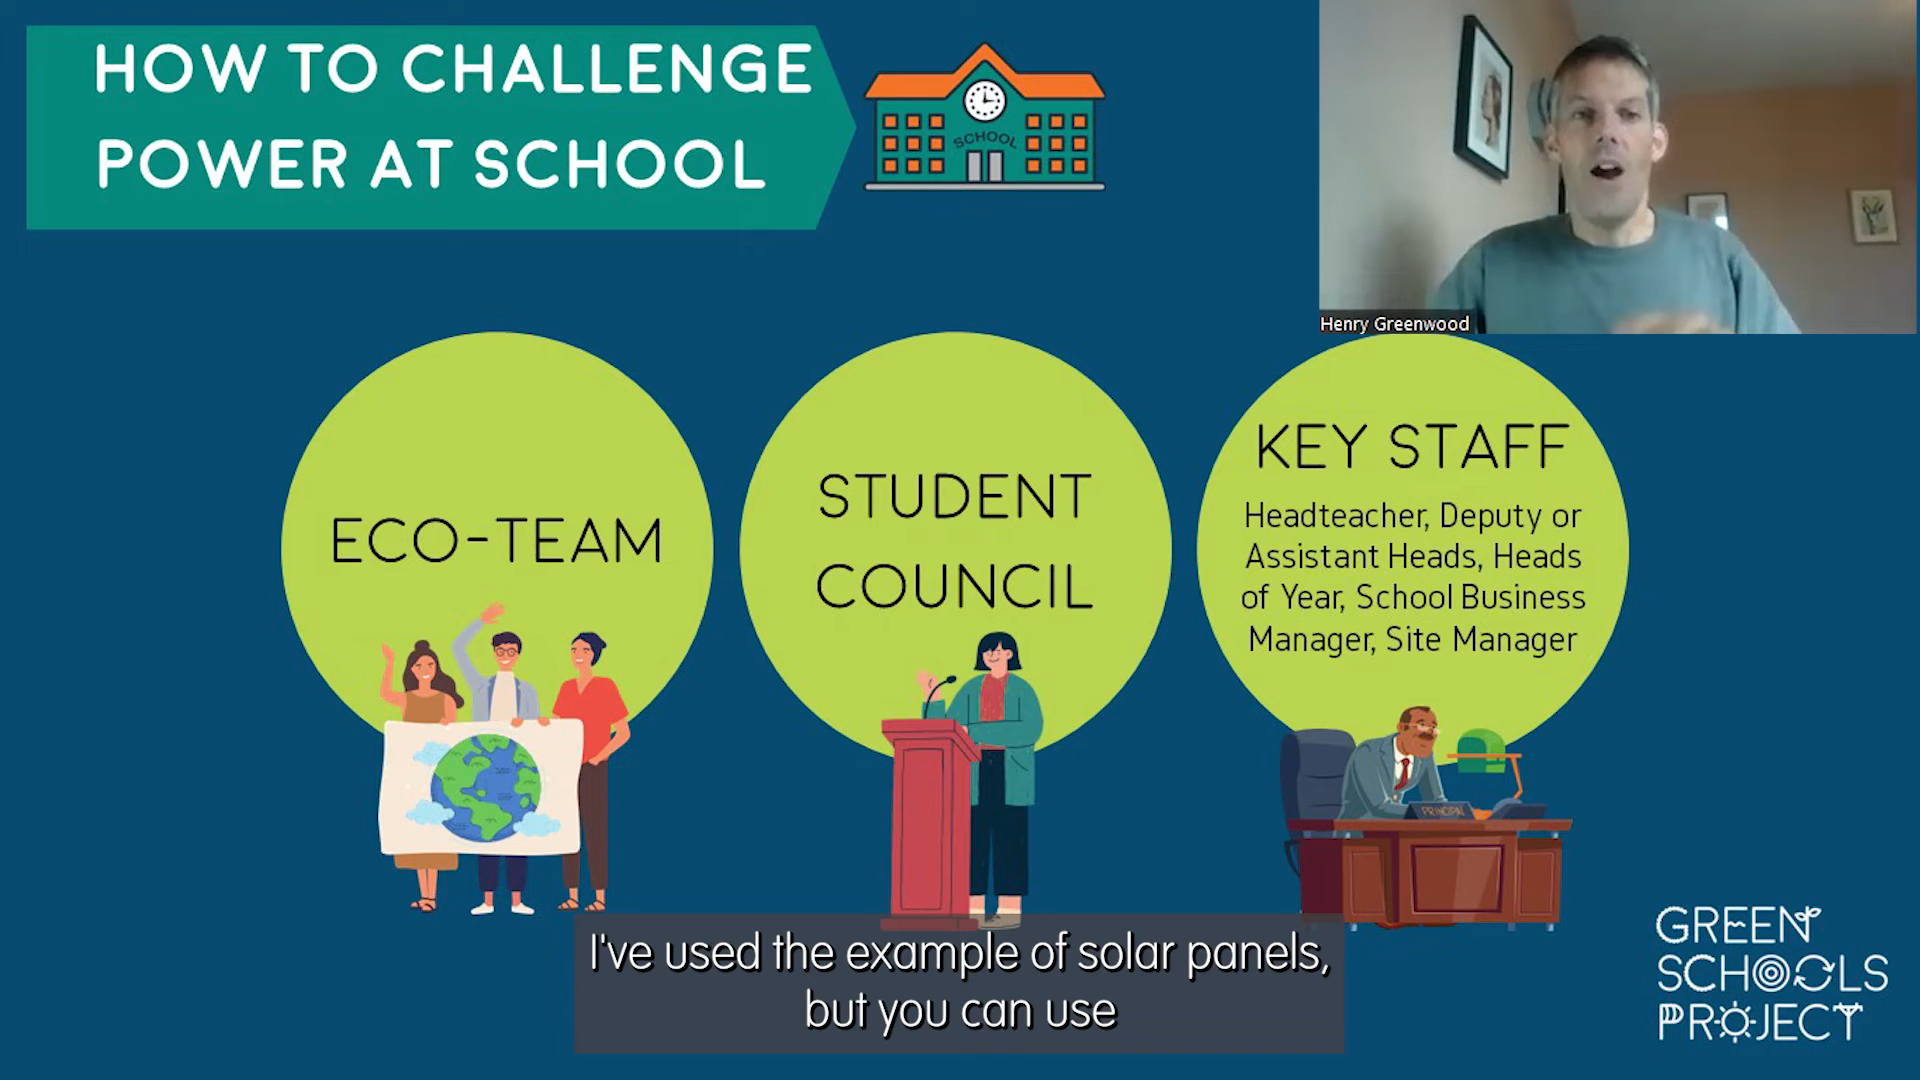 HOW TO CHALLENGE
POWER AT SCHOOL
SCHOOL
Henry Greenwood
ECO-TEAM
STUDENT
COUNCIL
KEY STAFF
Headteacher, Deputy or
Assistant Heads, Heads
of Year, School Business
Manager, Site Manager
PRINCIPAL
I've used the example of solar panels,
but you can use
GREEN
SCHOOLS
PROJECT